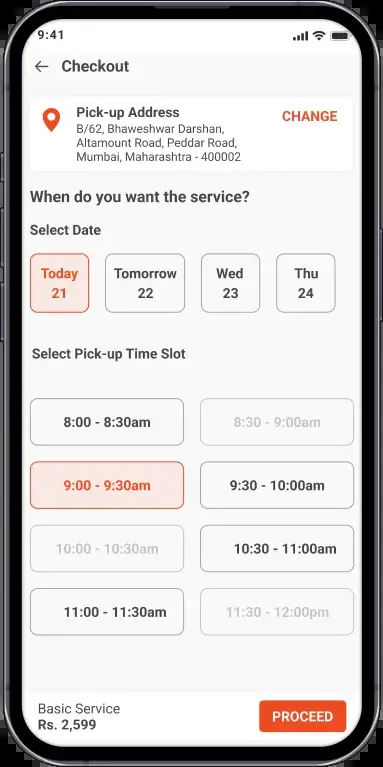 9:41
Checkout
Pick-up Address
CHANGE
B/62, Bhaweshwar Darshan,
Altamount Road, Peddar Road,
Mumbai, Maharashtra - 400002
When do you want the service?
Select Date
Today Tomorrow Wed Thu
21 22 23 24
Select Pick-up Time Slot
8:00 - 8:30am 8:30 - 9:00am
9:00 - 9:30am 9:30 - 10:00am
10:00 - 10:30am 10:30 - 11:00am
11:00 - 11:30am 11:30 - 12:00pm
Basic Service
Rs. 2,599
PROCEED